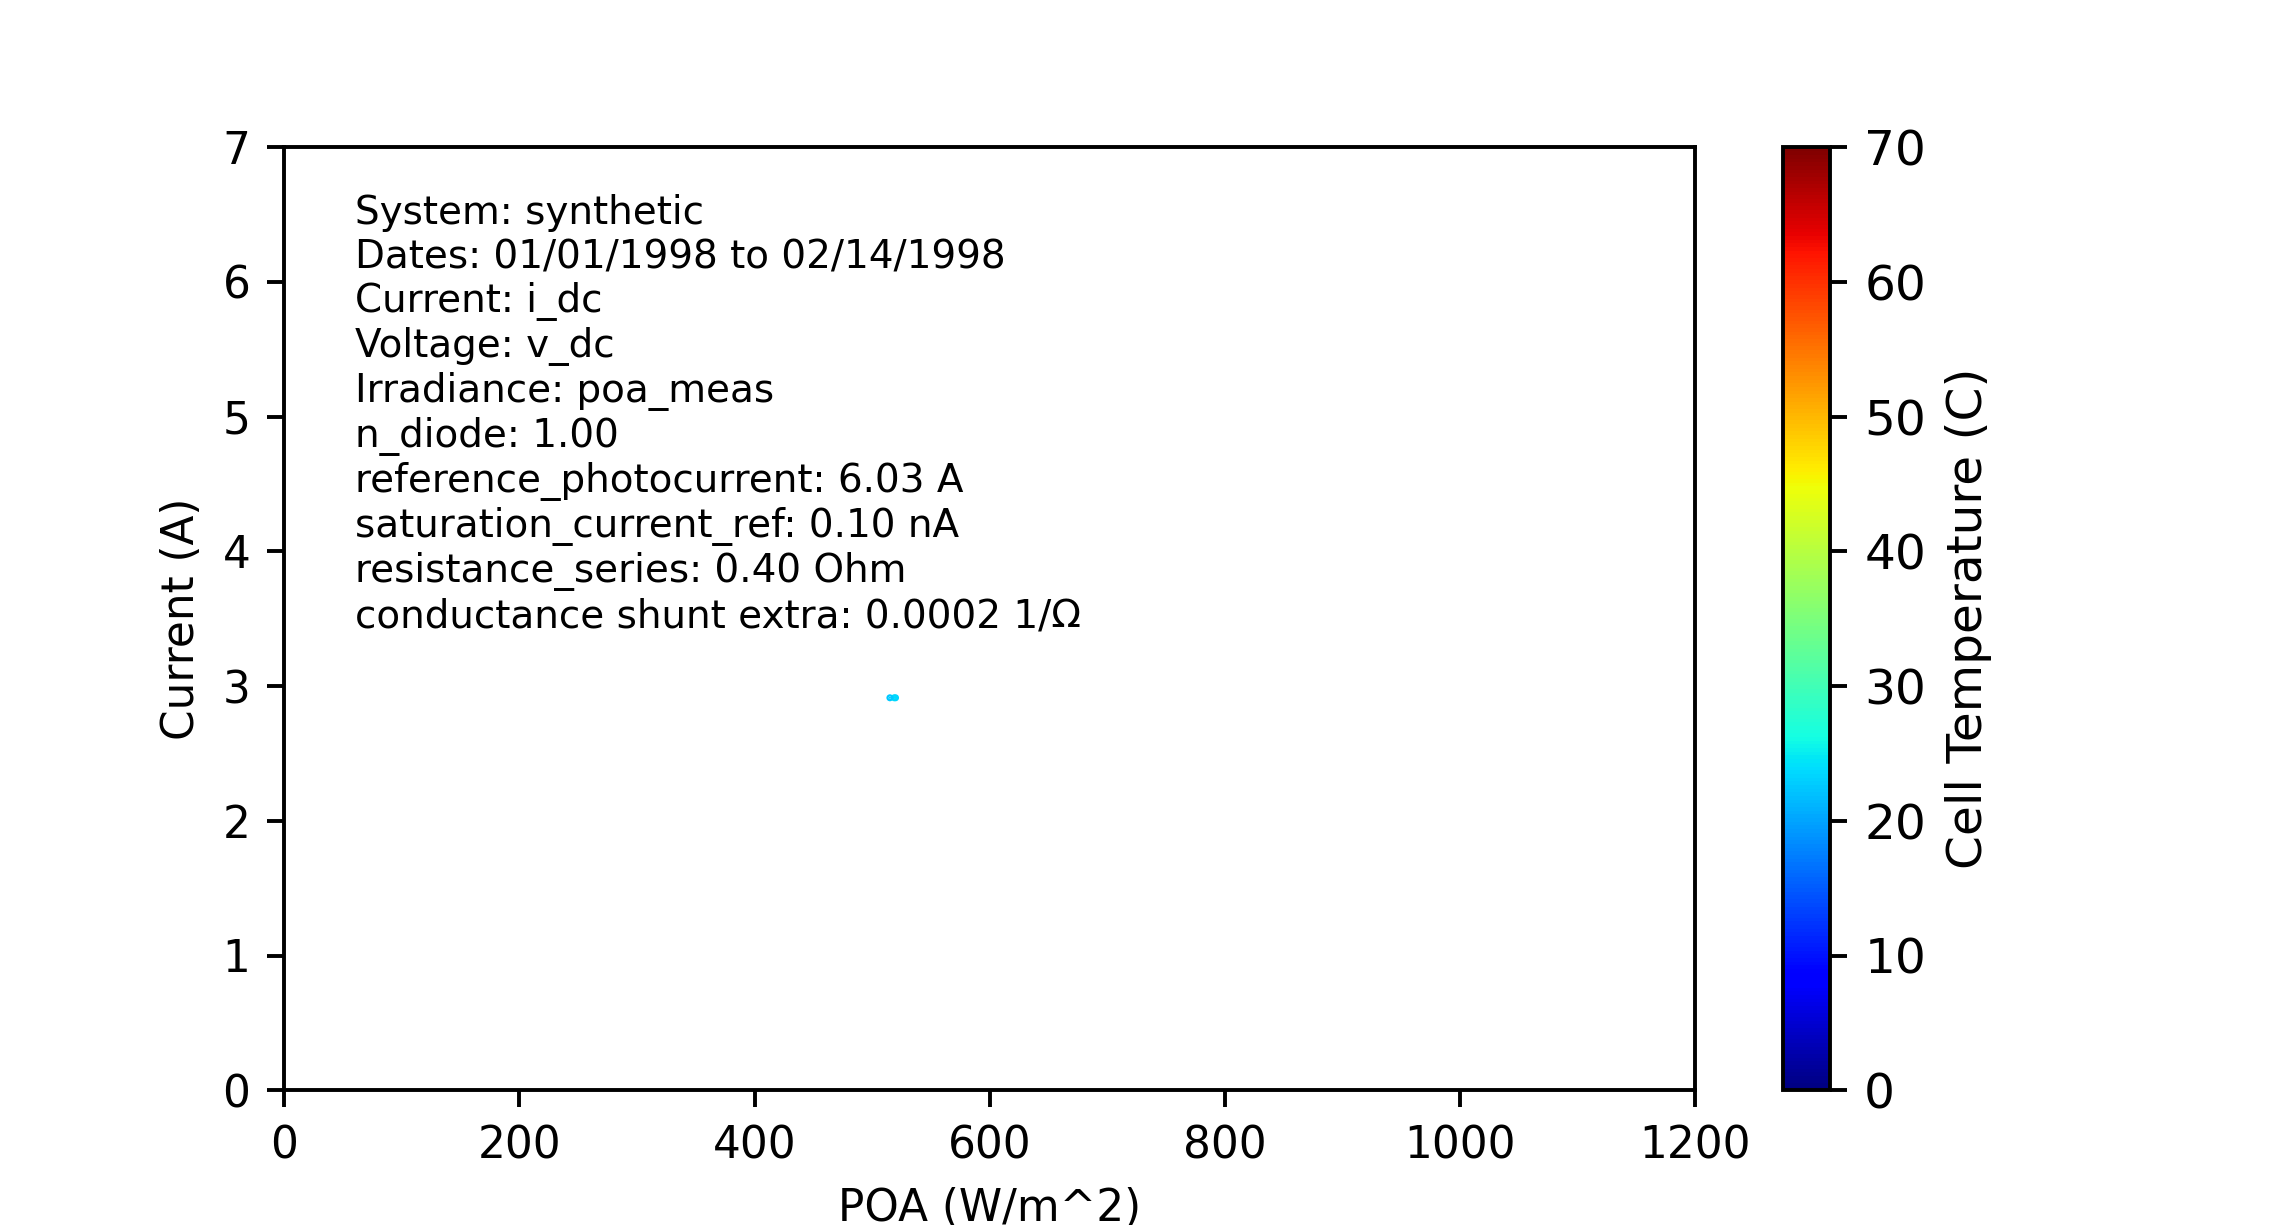 7
6
5
4
3
2
1
0
Current (A)
System: synthetic
Dates: 01/01/1998 to 02/14/1998
Current: i_dc
Voltage: v_dc
Irradiance: poa_meas
n_diode: 1.00
reference_photocurrent: 6.03 A
saturation_current_ref: 0.10 nA
resistance_series: 0.40 Ohm
conductance shunt extra: 0.0002 1/Ω
0 200 400 600 800 1000 1200
POA (W/m^2)
70
60
50
40
30
20
10
0
Cell Temperature (C)